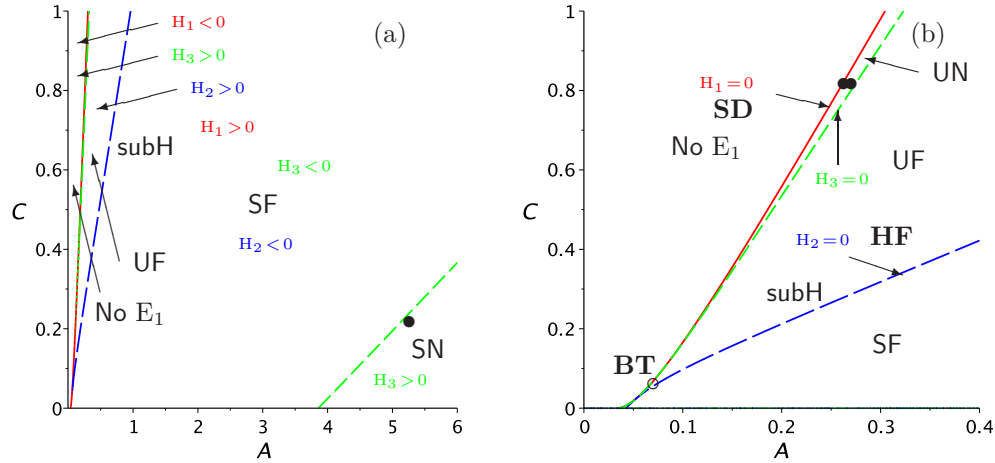 (a)
1
H₁<0
H₃>0
0.8
H₂>0
H₁>0
subH
0.6
H₃<0
C
SF
0.4
H₂<0
UF
No E₁
0.2
SN
H₃>0
0
0 1 2 3 4 5 6
A
(b)
1
UN
0.8
H₁=0
SD
No E₁
UF
0.6
H₃=0
C
0.4
H₂=0
HF
subH
0.2
SF
BT
0
0 0.1 0.2 0.3 0.4
A